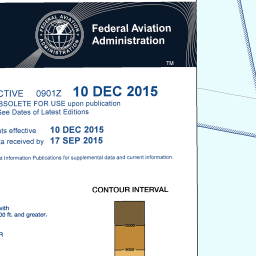 Federal Aviation
Administration
FEDERAL AVIATION
ADMINISTRATION
TM
CTIVE 0901Z 10 DEC 2015
BSOLETE FOR USE upon publication
See Dates of Latest Editions
ts effective 10 DEC 2015
a received by 17 SEP 2015
t Information Publications for supplemental data and current information.
CONTOUR INTERVAL
with
00 ft. and greater.
R